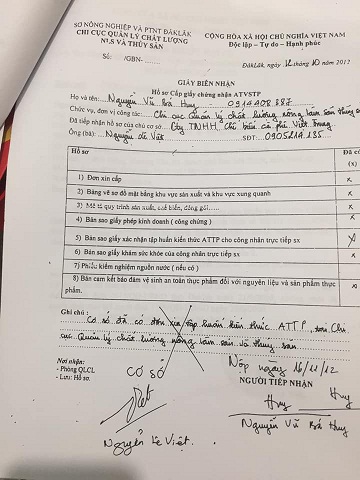 SỞ NÔNG NGHIỆP VÀ PTNT ĐĂKLĂK
CHI CỤC QUẢN LÝ CHẤT LƯỢNG
NLS VÀ THỦY SẢN
Số: /GBN-
CỘNG HÒA XÃ HỘI CHỦ NGHĨA VIỆT NAM
Độc lập - Tự do - Hạnh phúc
ĐăkLăk, ngày 12 tháng 10 năm 2012
GIẤY BIÊN NHẬN
Hồ sơ Cấp giấy chứng nhận ATVSTP
Họ và tên: Nguyễn Vũ Bá Huy : 0914408887
Chức vụ, đơn vị công tác: Chi cục Quản lý chất lượng nông lâm sản thủy sản
Đã tiếp nhận hồ sơ của chủ cơ sở: Cty TNHH Chế biến cà phê Việt Trung
Ông (bà): Nguyễn Lê Việt SĐT: 0905214.135
Hồ sơ Đã có (x)
1) Đơn xin cấp x
2) Bảng vẽ sơ đồ mặt bằng khu vực sản xuất và khu vực xung quanh x
3) Mô tả quy trình sản xuất, chế biến, đóng gói..... x
4) Bản sao giấy phép kinh doanh ( công chứng ) x
5) Bản sao giấy xác nhận tập huấn kiến thức ATTP cho công nhân trực tiếp sx x
6) Bản sao giấy khám sức khỏe của công nhân trực tiếp sx x
7) Phiếu kiểm nghiệm nguồn nước ( nếu có )
8) Bản cam kết bảo đảm vệ sinh an toàn thực phẩm đối với nguyên liệu và sản phẩm thực phẩm. x
Ghi chú :
Cơ sở đã có đơn xin tập huấn kiến thức ATTP, tại Chi
cục Quản lý chất lượng nông lâm sản và thủy sản
Nơi nhận:
- Phòng QLCL
- Lưu: Hồ sơ.
CƠ SỞ
Nộp ngày 16/11/12
NGƯỜI TIẾP NHẬN
Việt
Huy Huy
Nguyễn Lê Việt.
Nguyễn Vũ Bá Huy